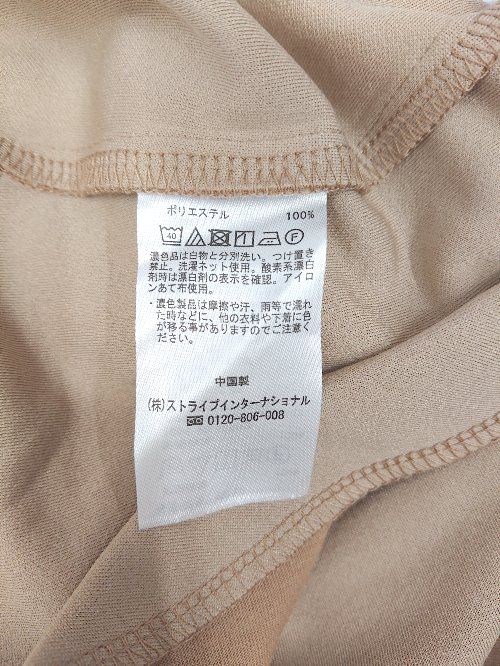 ポリエステル 100%
40 F
濃色品は白物と分別洗い。つけ置き
禁止。洗濯ネット使用。酸素系漂白
剤時は漂白剤の表示を確認。アイロ
ンあて布使用。
・濃色製品は摩擦や汗、雨等で濡れ
た時などに、他の衣料や下着に色
が移る事がありますのでご注意く
ださい。
中国製
(株)ストライプインターナショナル
0120-806-008